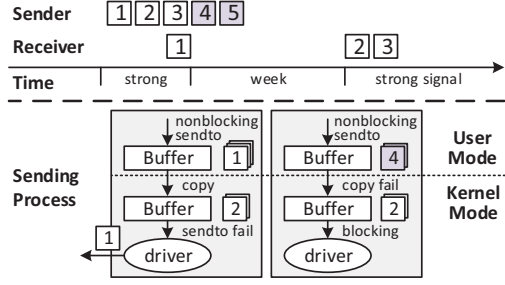 Sender 1 2 3 4 5
Receiver 1 2 3
Time strong week strong signal
nonblocking sendto
Buffer 1
copy
Buffer 2
sendto fail
1 driver
nonblocking sendto
Buffer 4
copy fail
Buffer 2
blocking
driver
Sending Process
User Mode
Kernel Mode